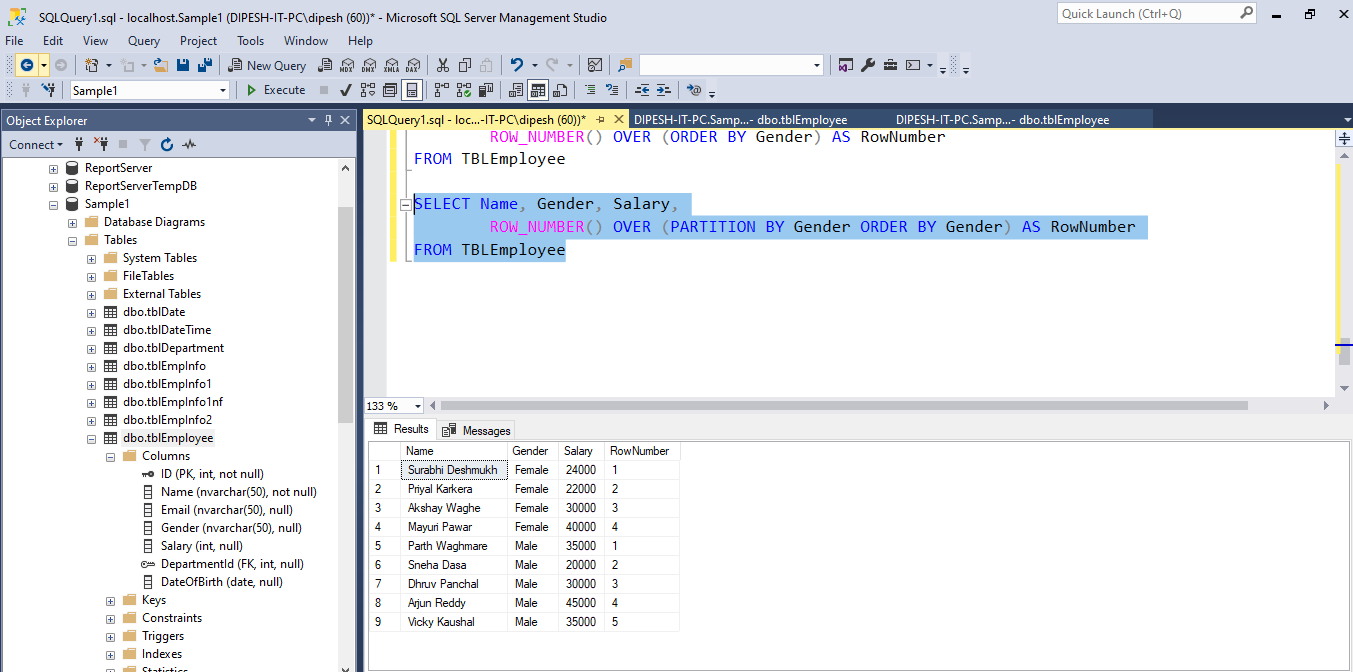 SQLQuery1.sql - localhost.Sample1 (DIPESH-IT-PC\dipesh (60))* - Microsoft SQL Server Management Studio
Quick Launch (Ctrl+Q)
File Edit View Query Project Tools Window Help
New Query MDX DMX XMLA DAX
Sample1 Execute
Object Explorer
Connect
ReportServer
ReportServerTempDB
Sample1
Database Diagrams
Tables
System Tables
FileTables
External Tables
dbo.tblDate
dbo.tblDateTime
dbo.tblDepartment
dbo.tblEmpInfo
dbo.tblEmpInfo1
dbo.tblEmpInfo1nf
dbo.tblEmpInfo2
dbo.tblEmployee
Columns
ID (PK, int, not null)
Name (nvarchar(50), not null)
Email (nvarchar(50), null)
Gender (nvarchar(50), null)
Salary (int, null)
DepartmentId (FK, int, null)
DateOfBirth (date, null)
Keys
Constraints
Triggers
Indexes
Statistics
SQLQuery1.sql - loc...-IT-PC\dipesh (60))* DIPESH-IT-PC.Samp...- dbo.tblEmployee DIPESH-IT-PC.Samp...- dbo.tblEmployee
ROW_NUMBER() OVER (ORDER BY Gender) AS RowNumber
FROM TBLEmployee
SELECT Name, Gender, Salary,
ROW_NUMBER() OVER (PARTITION BY Gender ORDER BY Gender) AS RowNumber
FROM TBLEmployee
133 %
Results Messages
Name Gender Salary RowNumber
1 Surabhi Deshmukh Female 24000 1
2 Priyal Karkera Female 22000 2
3 Akshay Waghe Female 30000 3
4 Mayuri Pawar Female 40000 4
5 Parth Waghmare Male 35000 1
6 Sneha Dasa Male 20000 2
7 Dhruv Panchal Male 30000 3
8 Arjun Reddy Male 45000 4
9 Vicky Kaushal Male 35000 5